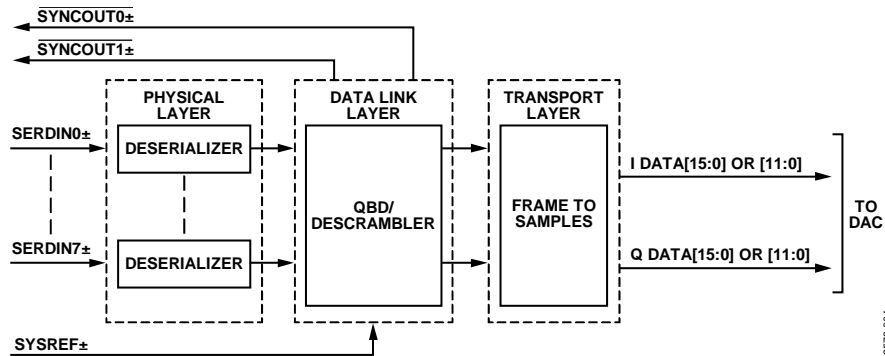 SYNCOUT0±
SYNCOUT1±
PHYSICAL
LAYER
DATA LINK
LAYER
TRANSPORT
LAYER
SERDIN0±
DESERIALIZER
QBD/
DESCRAMBLER
FRAME TO
SAMPLES
I DATA[15:0] OR [11:0]
TO
DAC
SERDIN7±
DESERIALIZER
Q DATA[15:0] OR [11:0]
SYSREF±